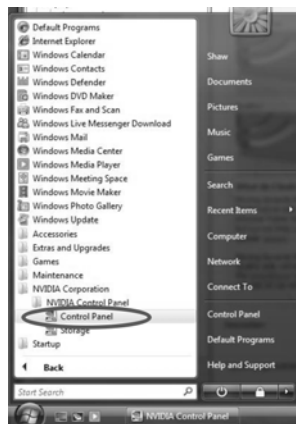 Default Programs
Internet Explorer
Windows Calendar
Windows Contacts
Windows Defender
Windows DVD Maker
Windows Fax and Scan
Windows Live Messenger Download
Windows Mail
Windows Media Center
Windows Media Player
Windows Meeting Space
Windows Movie Maker
Windows Photo Gallery
Windows Update
Accessories
Extras and Upgrades
Games
Maintenance
NVIDIA Corporation
NVIDIA Control Panel
Control Panel
Storage
Startup
Back
Start Search
Shaw
Documents
Pictures
Music
Games
Search
Recent Items
Computer
Network
Connect To
Control Panel
Default Programs
Help and Support
NVIDIA Control Panel